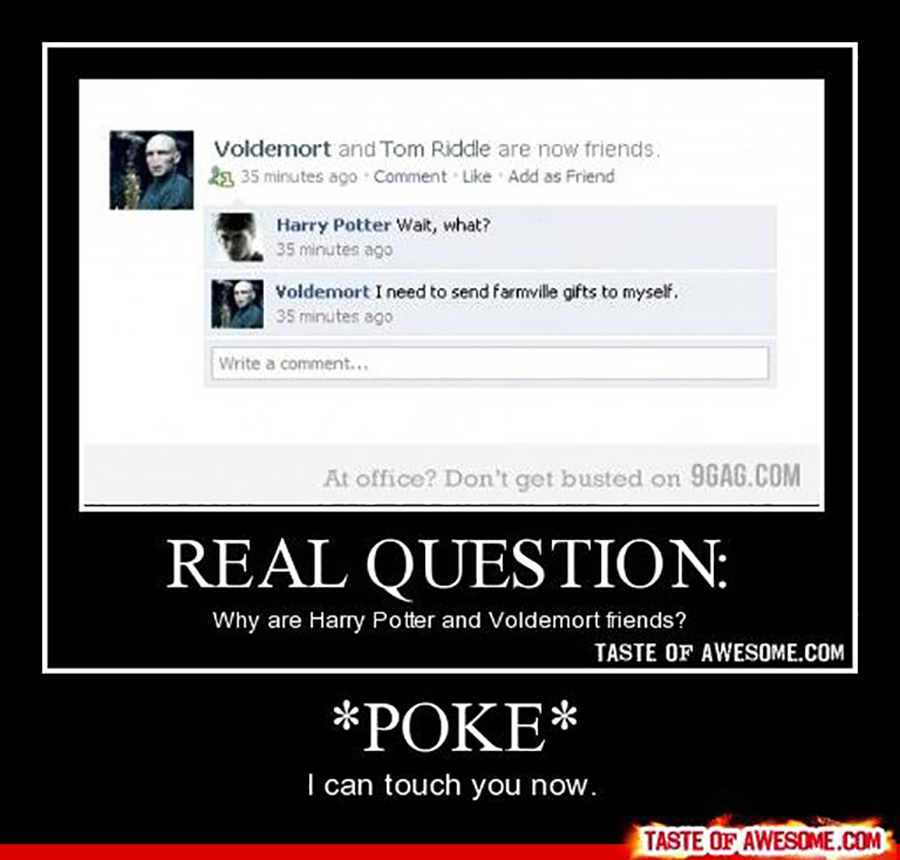 Voldemort and Tom Riddle are now friends.
35 minutes ago · Comment · Like · Add as Friend
Harry Potter Wait, what?
35 minutes ago
Voldemort I need to send farmville gifts to myself.
35 minutes ago
Write a comment...
At office? Don't get busted on 9GAG.COM
REAL QUESTION:
Why are Harry Potter and Voldemort friends?
TASTE OF AWESOME.COM
*POKE*
I can touch you now.
TASTE OF AWESOME.COM